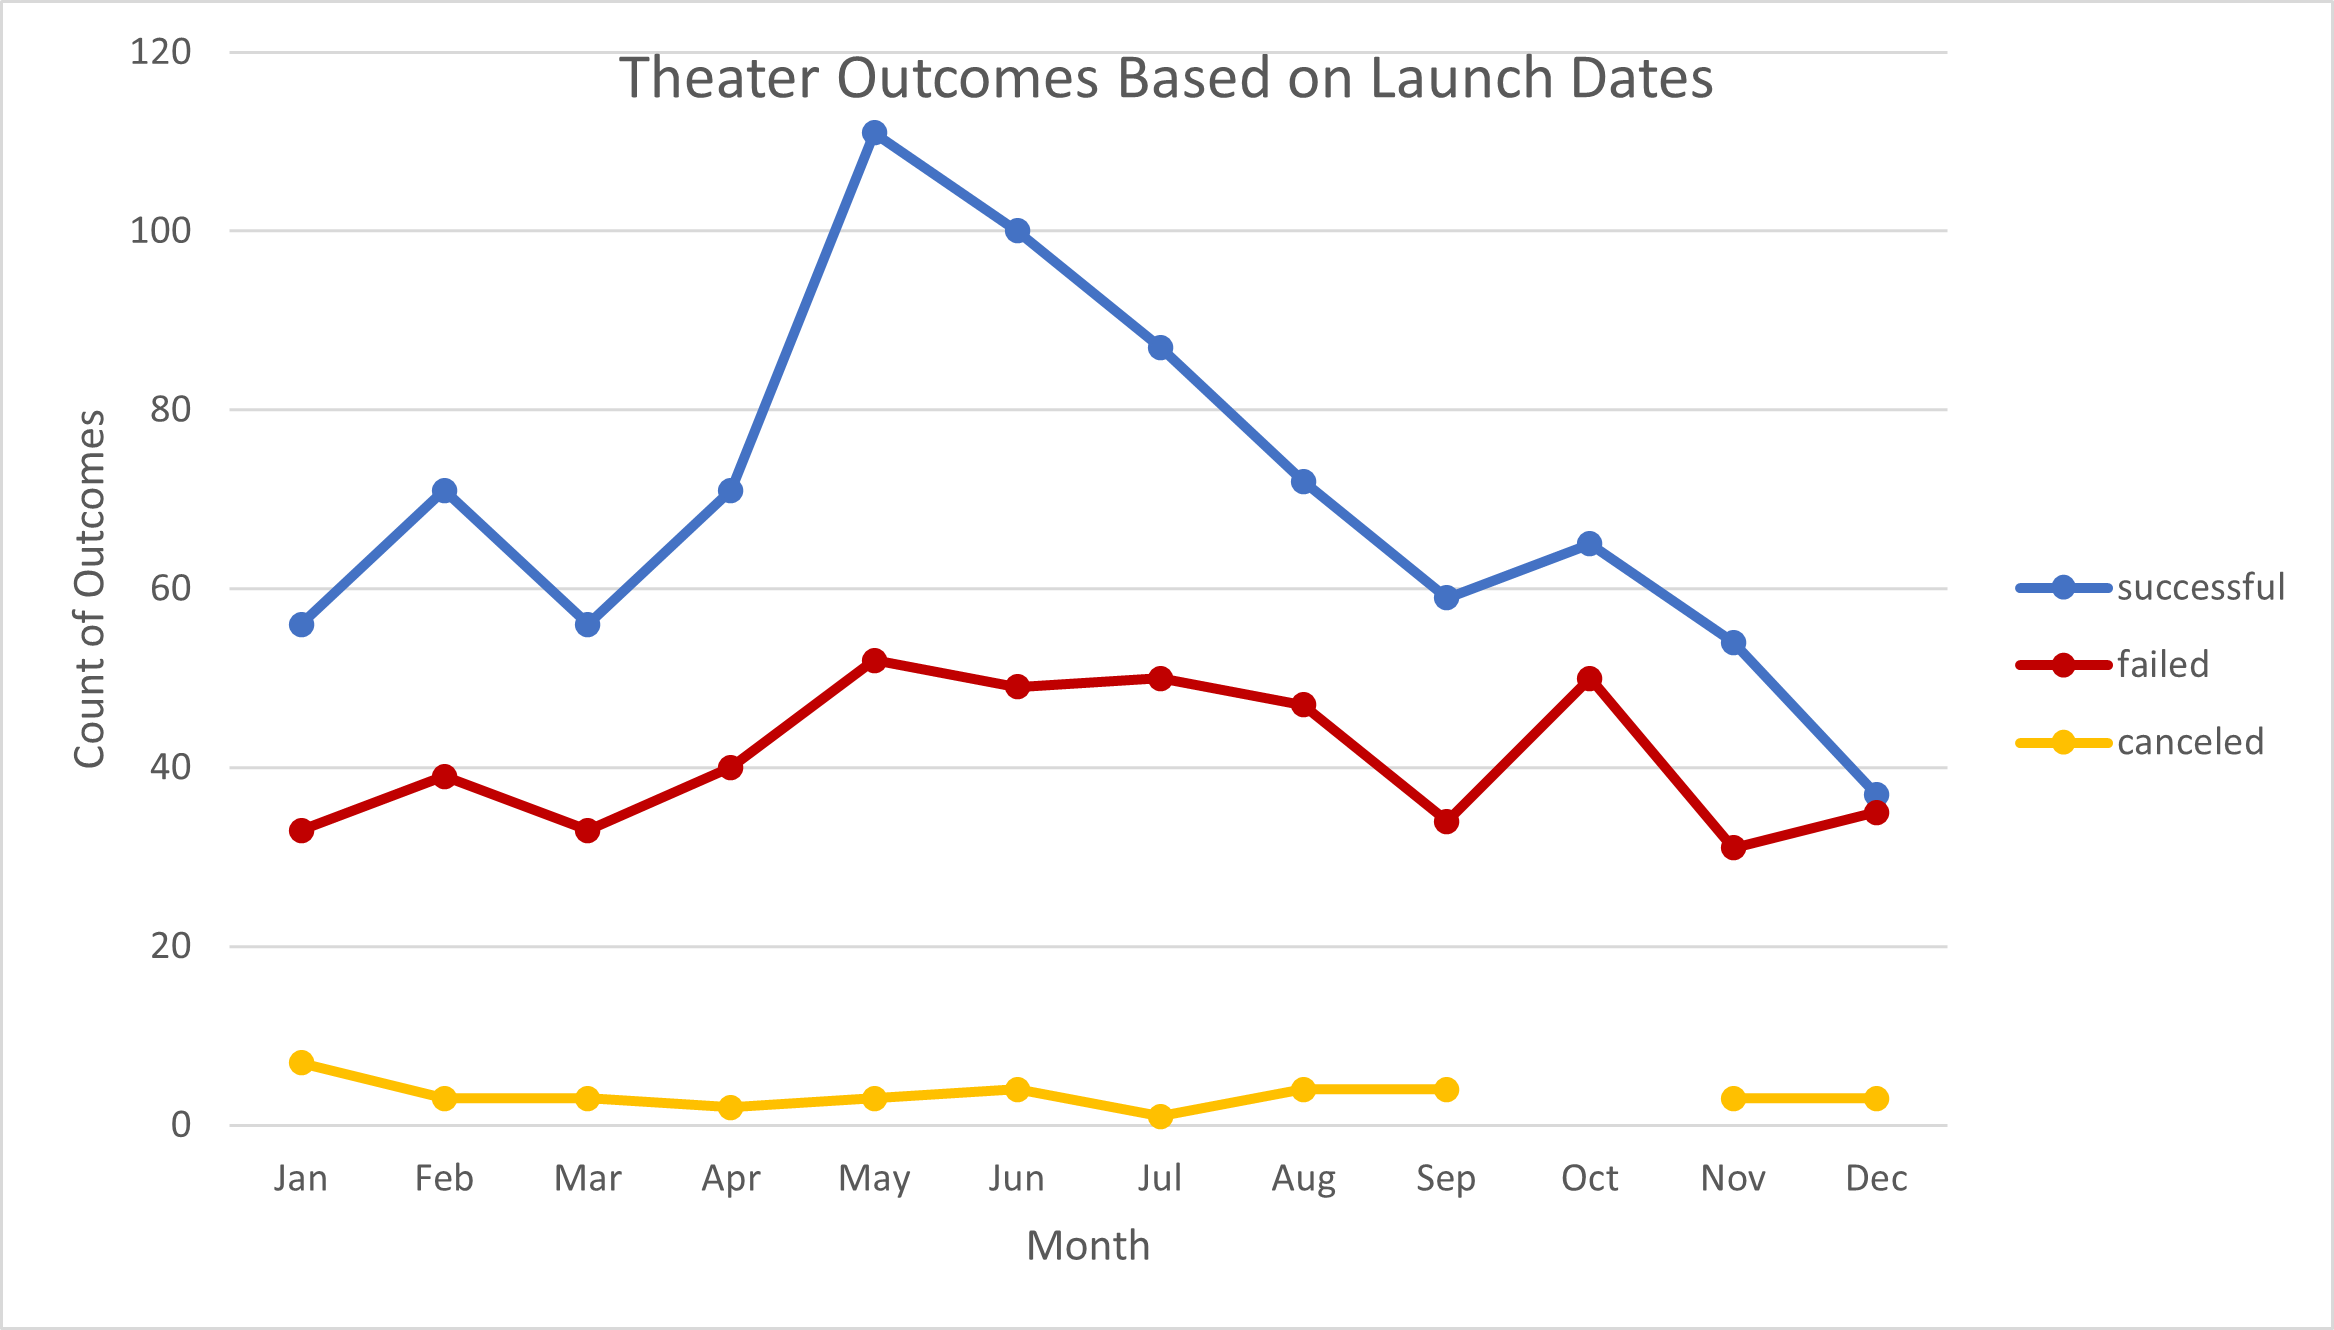 Theater Outcomes Based on Launch Dates
120
100
80
60
40
20
0
Count of Outcomes
Jan Feb Mar Apr May Jun Jul Aug Sep Oct Nov Dec
Month
successful
failed
canceled